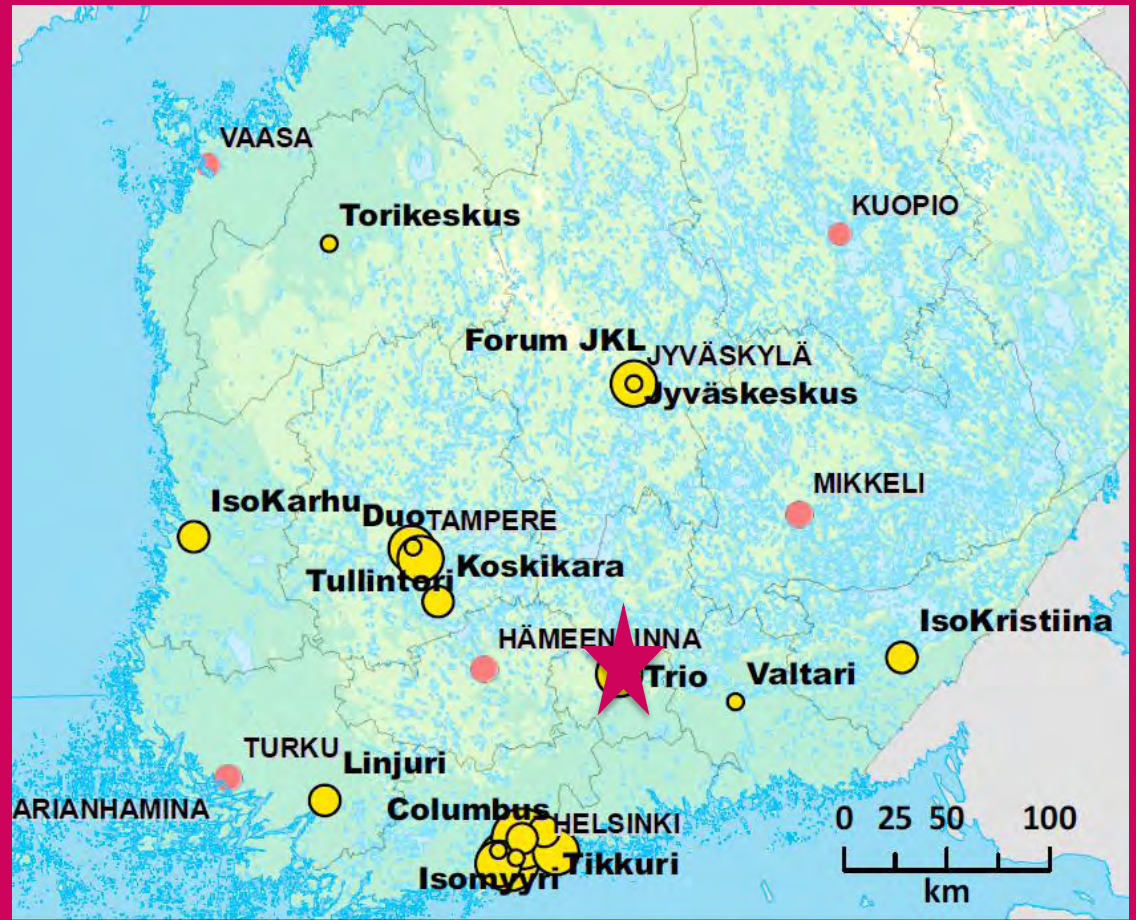 VAASA
Torikeskus
KUOPIO
Forum JKL
JYVÄSKYLÄ
Jyväskeskus
MIKKELI
IsoKarhu
Duo
TAMPERE
Koskikara
Tullintori
IsoKristiina
Trio
Valtari
TURKU
Linjuri
ARIANHAMINA
Columbus
HELSINKI
Tikkuri
Isomyyri
0 25 50 100
km